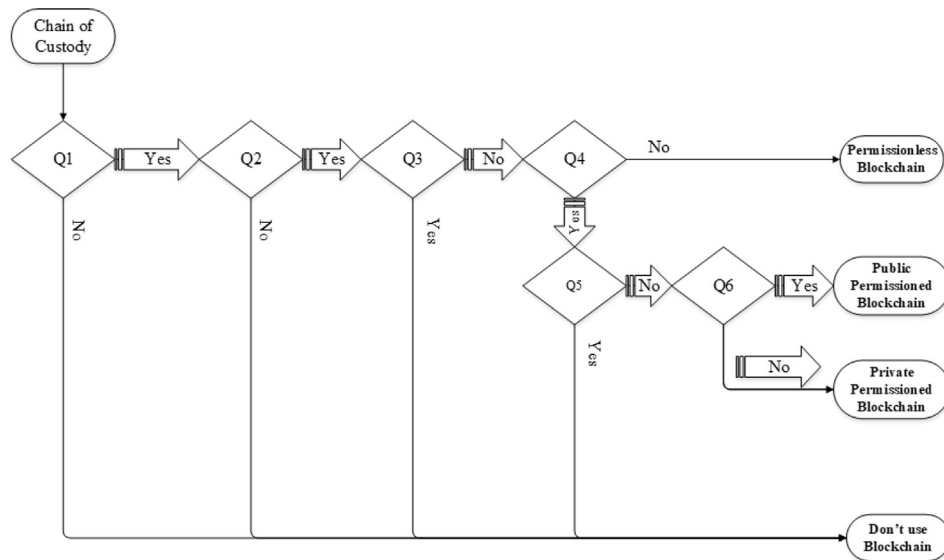 Chain of
Custody
Q1
Yes
Q2
Yes
Q3
No
Q4
No
Permissionless
Blockchain
No
No
Yes
Yes
Q5
No
Q6
Yes
Public
Permissioned
Blockchain
Yes
No
Private
Permissioned
Blockchain
Don't use
Blockchain